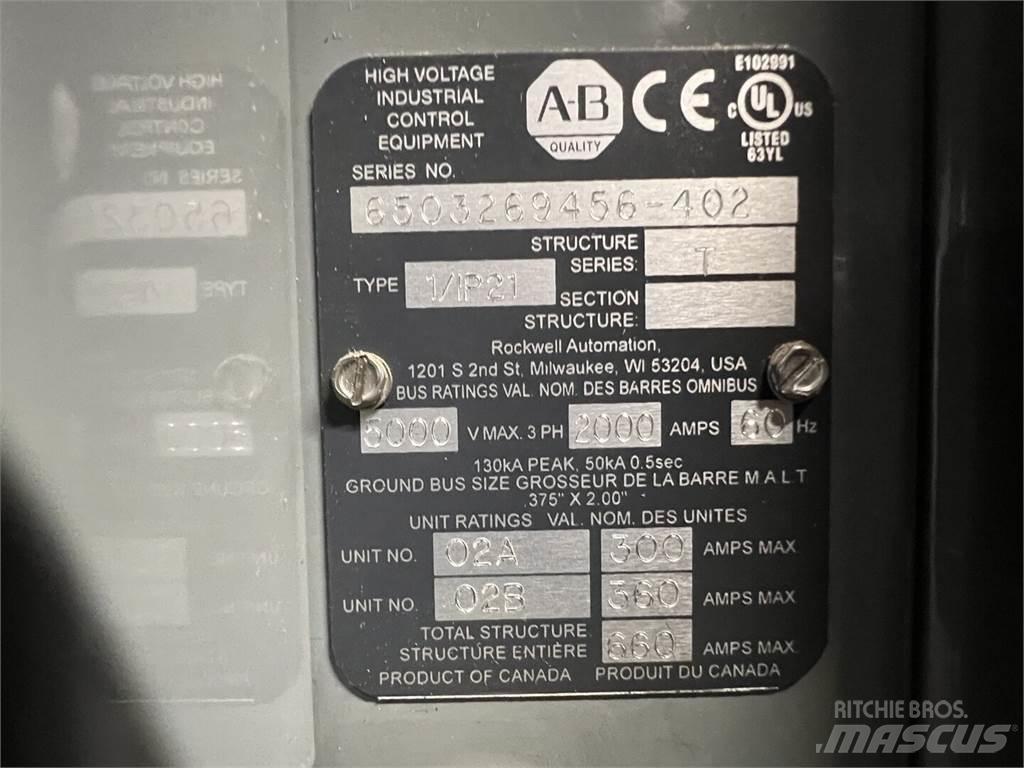 HIGH VOLTAGE
INDUSTRIAL
CONTROL
EQUIPMENT
A-B
QUALITY
CE
E102991
C UL US
LISTED
63YL
SERIES NO.
6503269456-402
STRUCTURE
SERIES: T
TYPE 1/IP21
SECTION
STRUCTURE:
Rockwell Automation,
1201 S 2nd St, Milwaukee, WI 53204, USA
BUS RATINGS VAL. NOM. DES BARRES OMNIBUS
5000 V MAX. 3 PH 2000 AMPS 60 Hz
130kA PEAK, 50kA 0.5sec
GROUND BUS SIZE GROSSEUR DE LA BARRE M A L T
.375" X 2.00"
UNIT RATINGS VAL. NOM. DES UNITES
UNIT NO. 02A 300 AMPS MAX.
UNIT NO. 02B 360 AMPS MAX
TOTAL STRUCTURE
STRUCTURE ENTIÈRE 660 AMPS MAX.
PRODUCT OF CANADA PRODUIT DU CANADA
RITCHIE BROS.
MASCUS